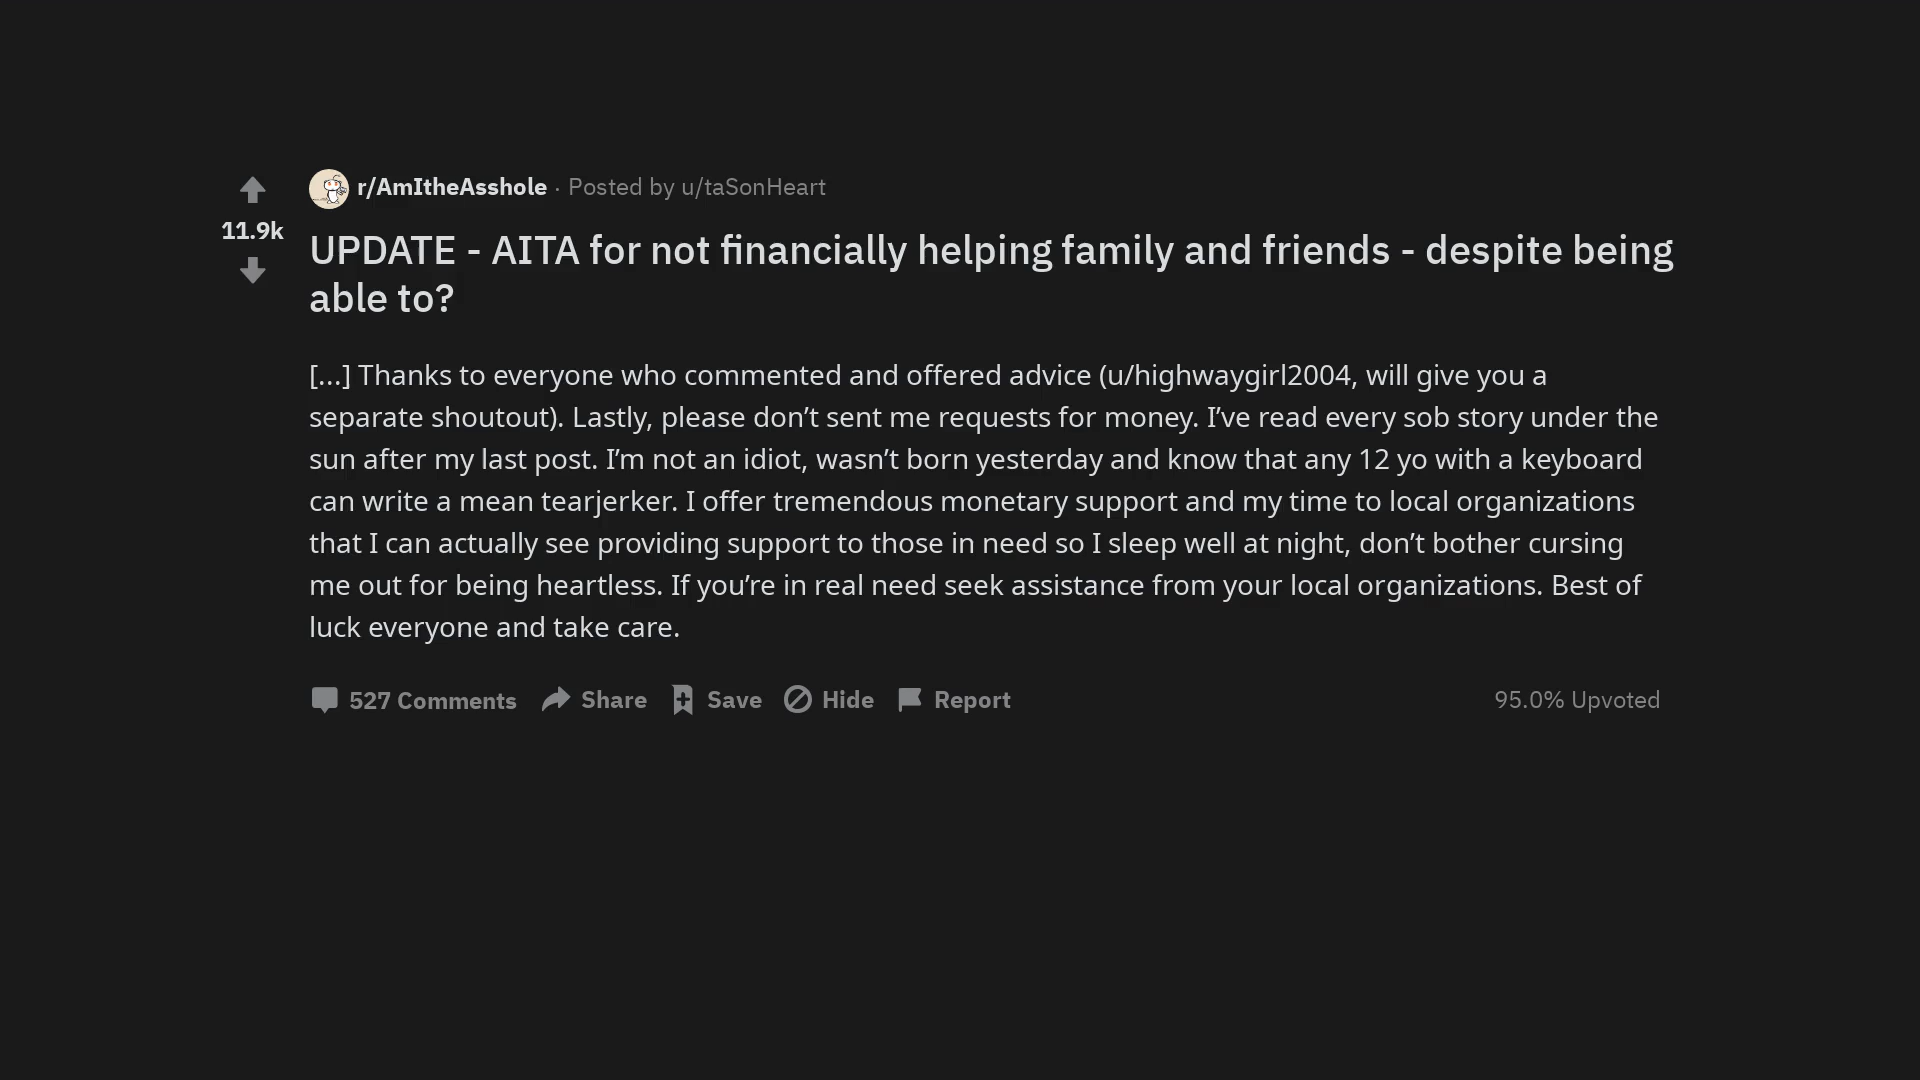 r/AmItheAsshole · Posted by u/taSonHeart
11.9k
UPDATE - AITA for not financially helping family and friends - despite being
able to?
[...] Thanks to everyone who commented and offered advice (u/highwaygirl2004, will give you a
separate shoutout). Lastly, please don’t sent me requests for money. I’ve read every sob story under the
sun after my last post. I’m not an idiot, wasn’t born yesterday and know that any 12 yo with a keyboard
can write a mean tearjerker. I offer tremendous monetary support and my time to local organizations
that I can actually see providing support to those in need so I sleep well at night, don’t bother cursing
me out for being heartless. If you’re in real need seek assistance from your local organizations. Best of
luck everyone and take care.
527 Comments Share Save Hide Report 95.0% Upvoted